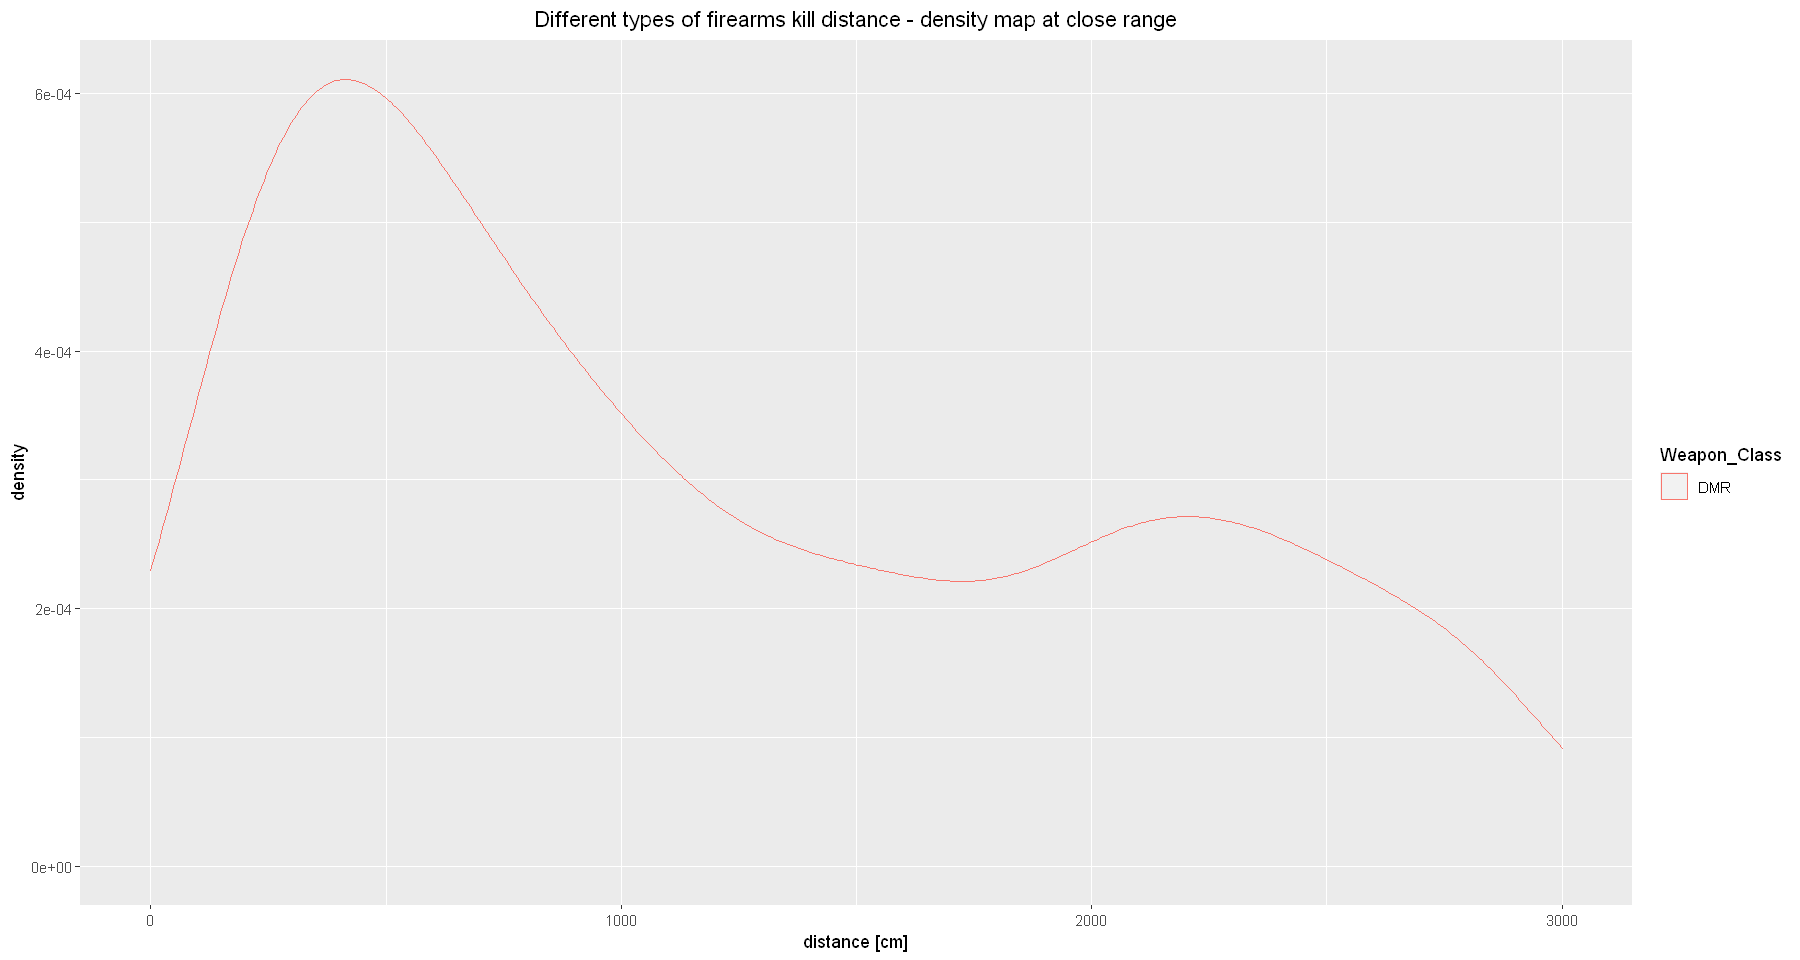 Different types of firearms kill distance - density map at close range
6e-04
4e-04
2e-04
0e+00
density
0
1000
2000
3000
distance [cm]
Weapon_Class
DMR